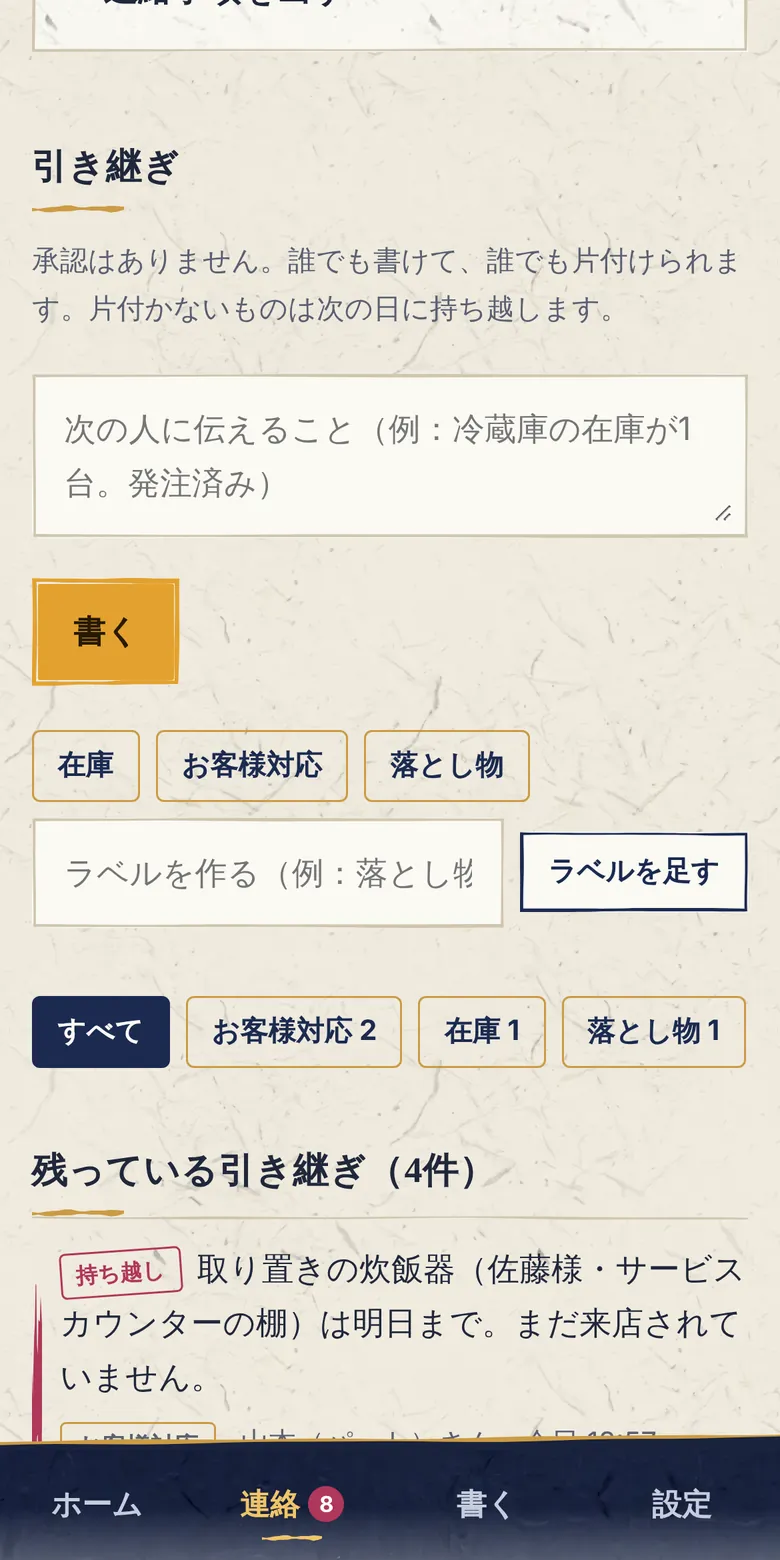 引き継ぎ
承認はありません。誰でも書けて、誰でも片付けられま
す。片付かないものは次の日に持ち越します。
次の人に伝えること（例：冷蔵庫の在庫が1
台。発注済み）
書く
在庫 お客様対応 落とし物
ラベルを作る（例：落とし物 ラベルを足す
すべて お客様対応 2 在庫 1 落とし物 1
残っている引き継ぎ（4件）
持ち越し 取り置きの炊飯器（佐藤様・サービス
カウンターの棚）は明日まで。まだ来店されて
いません。
ホーム 連絡 8 書く 設定